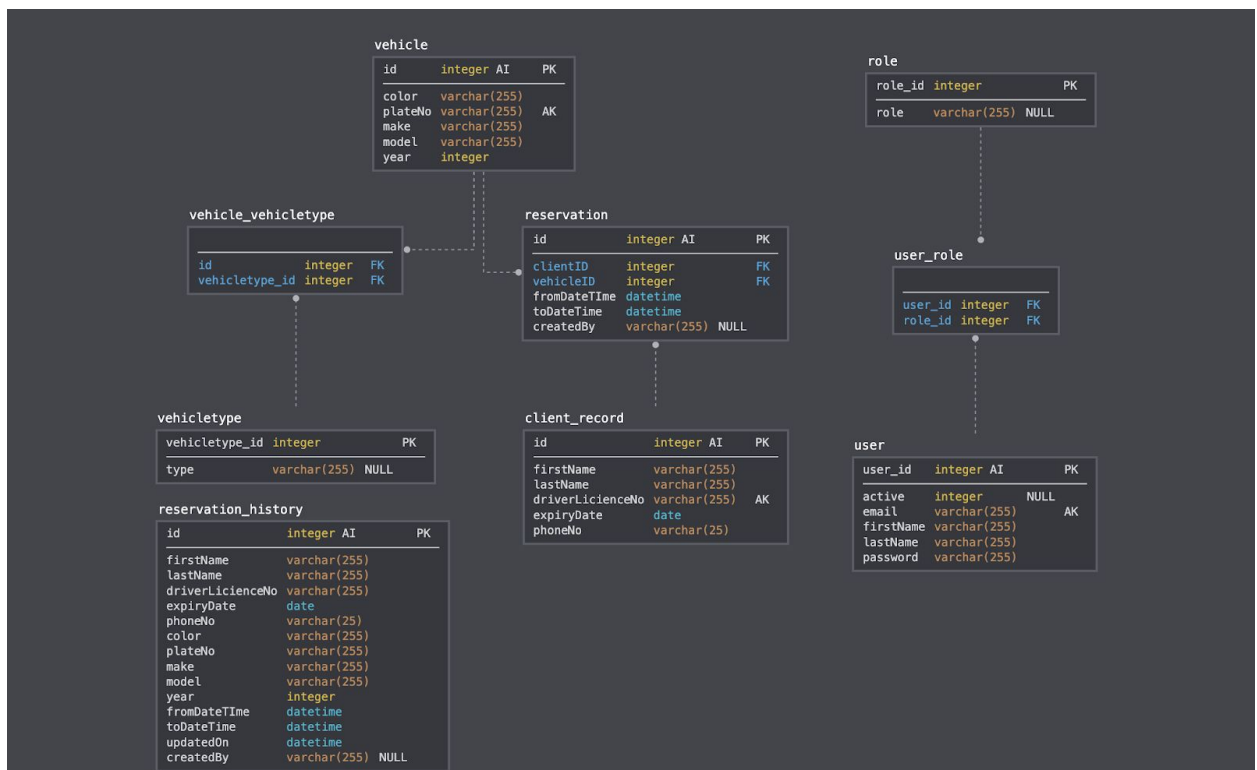 vehicle
id integer AI PK
color varchar(255)
plateNo varchar(255) AK
make varchar(255)
model varchar(255)
year integer
role
role_id integer PK
role varchar(255) NULL
vehicle_vehicletype
id integer FK
vehicletype_id integer FK
reservation
id integer AI PK
clientID integer FK
vehicleID integer FK
fromDateTIme datetime
toDateTime datetime
createdBy varchar(255) NULL
user_role
user_id integer FK
role_id integer FK
vehicletype
vehicletype_id integer PK
type varchar(255) NULL
client_record
id integer AI PK
firstName varchar(255)
lastName varchar(255)
driverLicienceNo varchar(255) AK
expiryDate date
phoneNo varchar(25)
user
user_id integer AI PK
active integer NULL
email varchar(255) AK
firstName varchar(255)
lastName varchar(255)
password varchar(255)
reservation_history
id integer AI PK
firstName varchar(255)
lastName varchar(255)
driverLicienceNo varchar(255)
expiryDate date
phoneNo varchar(25)
color varchar(255)
plateNo varchar(255)
make varchar(255)
model varchar(255)
year integer
fromDateTIme datetime
toDateTime datetime
updatedOn datetime
createdBy varchar(255) NULL